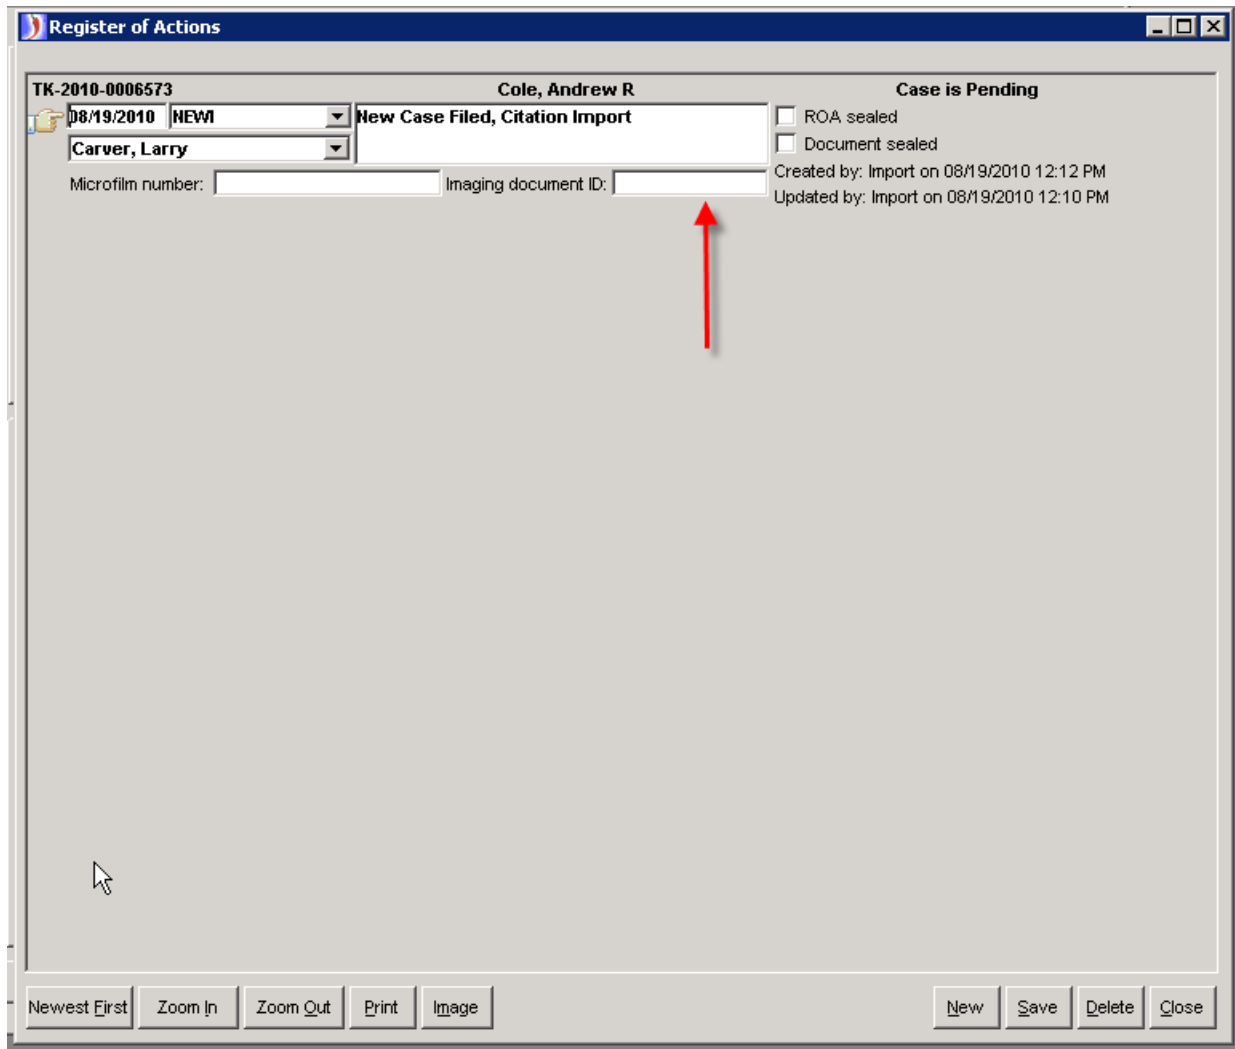 Register of Actions
TK-2010-0006573 Cole, Andrew R Case is Pending
08/19/2010 NEWI New Case Filed, Citation Import ROA sealed
Carver, Larry Document sealed
Microfilm number: Imaging document ID: Created by: Import on 08/19/2010 12:12 PM
Updated by: Import on 08/19/2010 12:10 PM
Newest First Zoom In Zoom Out Print Image New Save Delete Close